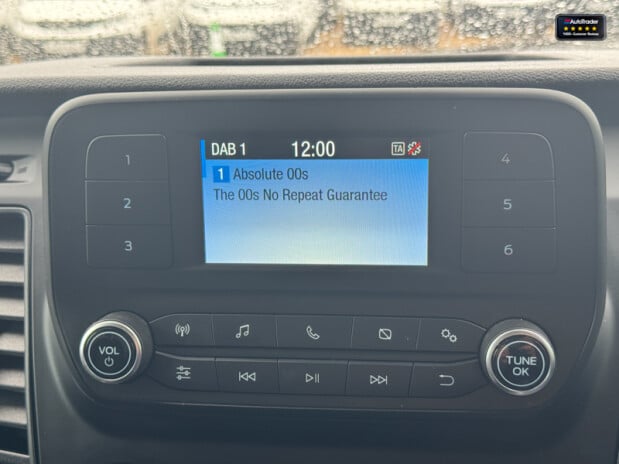 AutoTrader
DAB 1 12:00 TA
1 Absolute 00s
The 00s No Repeat Guarantee
1
2
3
4
5
6
VOL
TUNE
OK